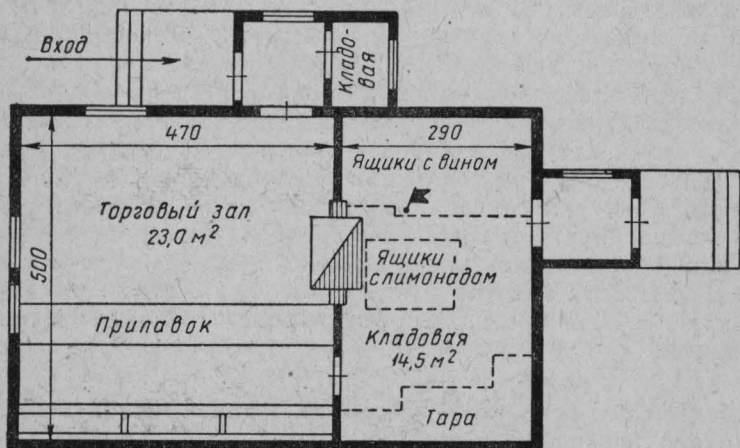 Вход
Кладо-
вая
470
290
Ящики с вином
Торговый зал
23,0 м²
500
Ящики
с лимонадом
Прилавок
Кладовая
14,5 м²
Тара